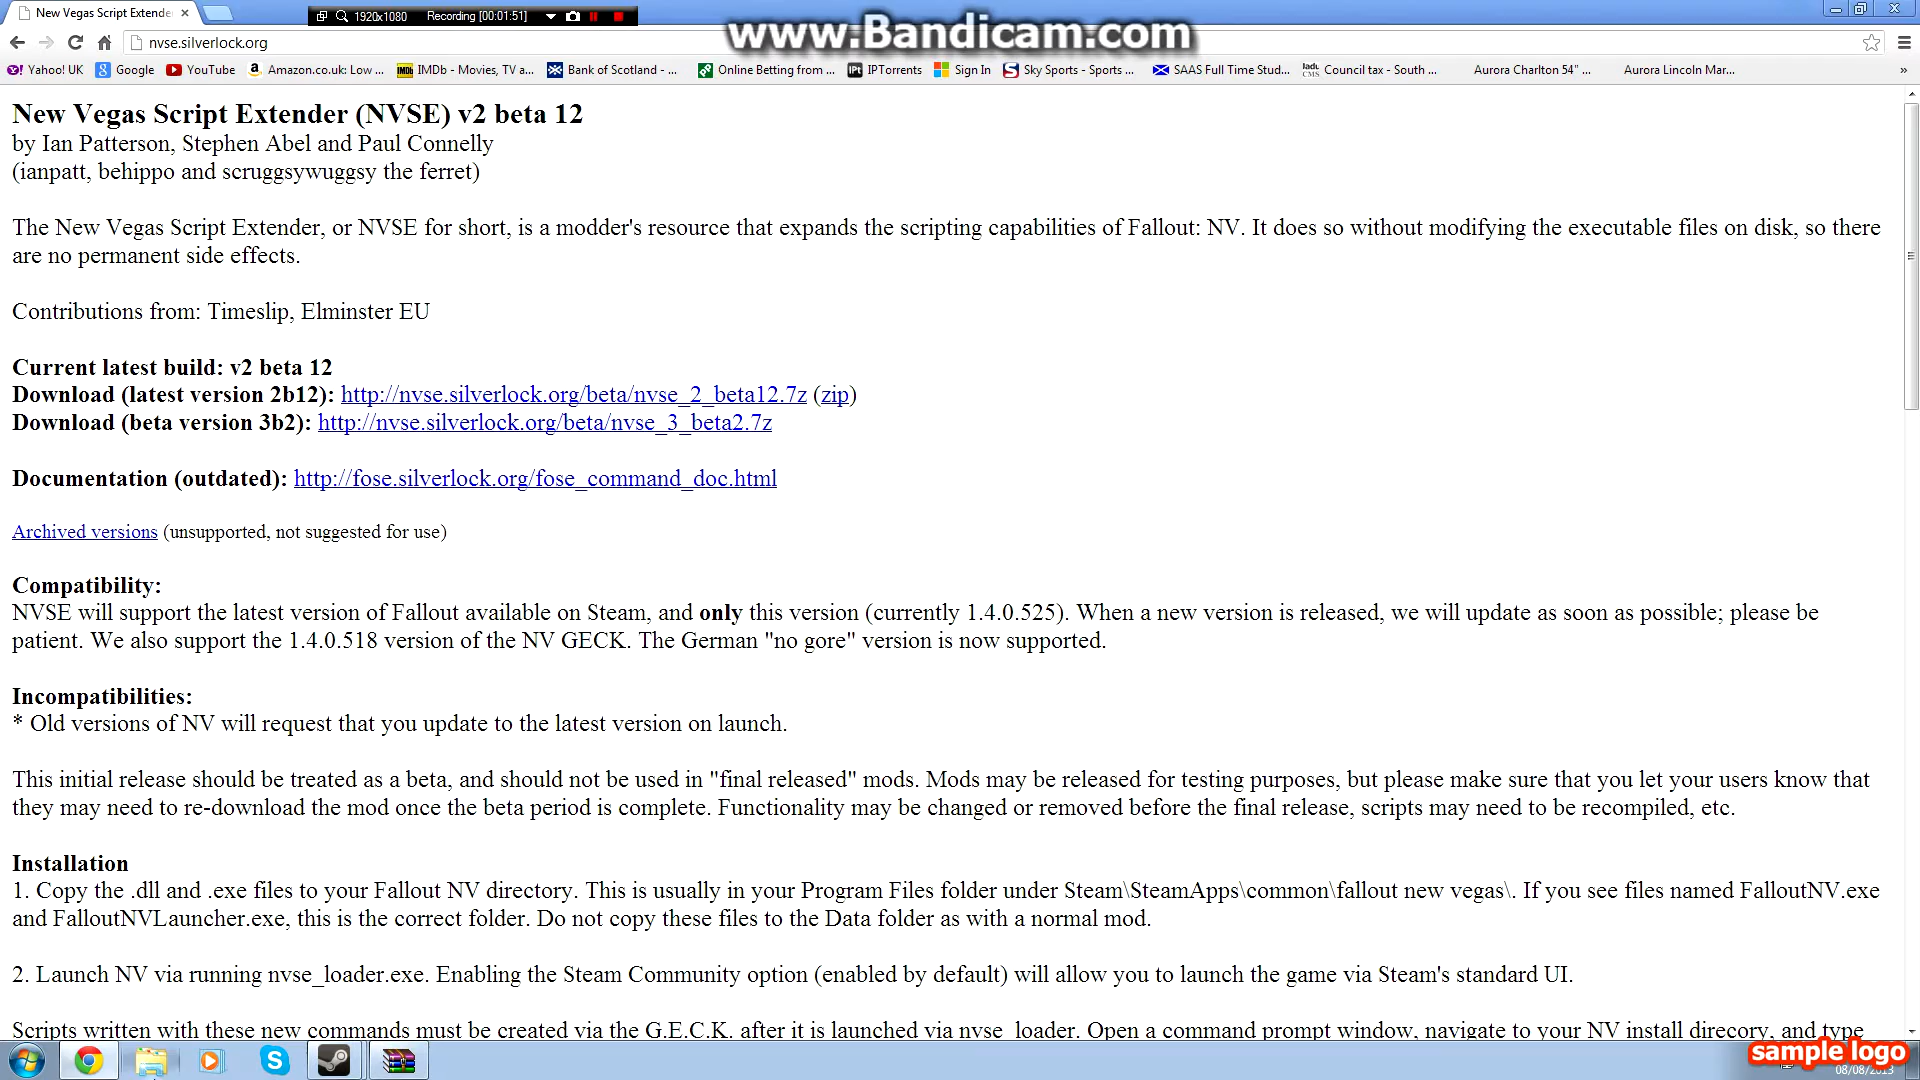 New Vegas Script Extende
1920x1080 Recording [00:01:51]
www.Bandicam.com
nvse.silverlock.org
Yahoo! UK Google YouTube Amazon.co.uk: Low ... IMDb - Movies, TV a... Bank of Scotland - ... Online Betting from ... IPTorrents Sign In Sky Sports - Sports ... SAAS Full Time Stud... Council tax - South ... Aurora Charlton 54" ... Aurora Lincoln Mar... »
New Vegas Script Extender (NVSE) v2 beta 12
by Ian Patterson, Stephen Abel and Paul Connelly
(ianpatt, behippo and scruggsywuggsy the ferret)
The New Vegas Script Extender, or NVSE for short, is a modder's resource that expands the scripting capabilities of Fallout: NV. It does so without modifying the executable files on disk, so there
are no permanent side effects.
Contributions from: Timeslip, Elminster EU
Current latest build: v2 beta 12
Download (latest version 2b12): http://nvse.silverlock.org/beta/nvse_2_beta12.7z (zip)
Download (beta version 3b2): http://nvse.silverlock.org/beta/nvse_3_beta2.7z
Documentation (outdated): http://fose.silverlock.org/fose_command_doc.html
Archived versions (unsupported, not suggested for use)
Compatibility:
NVSE will support the latest version of Fallout available on Steam, and only this version (currently 1.4.0.525). When a new version is released, we will update as soon as possible; please be
patient. We also support the 1.4.0.518 version of the NV GECK. The German "no gore" version is now supported.
Incompatibilities:
* Old versions of NV will request that you update to the latest version on launch.
This initial release should be treated as a beta, and should not be used in "final released" mods. Mods may be released for testing purposes, but please make sure that you let your users know that
they may need to re-download the mod once the beta period is complete. Functionality may be changed or removed before the final release, scripts may need to be recompiled, etc.
Installation
1. Copy the .dll and .exe files to your Fallout NV directory. This is usually in your Program Files folder under Steam\SteamApps\common\fallout new vegas\. If you see files named FalloutNV.exe
and FalloutNVLauncher.exe, this is the correct folder. Do not copy these files to the Data folder as with a normal mod.
2. Launch NV via running nvse_loader.exe. Enabling the Steam Community option (enabled by default) will allow you to launch the game via Steam's standard UI.
Scripts written with these new commands must be created via the G.E.C.K. after it is launched via nvse_loader. Open a command prompt window, navigate to your NV install direcory, and type
sample logo
08/08/2013